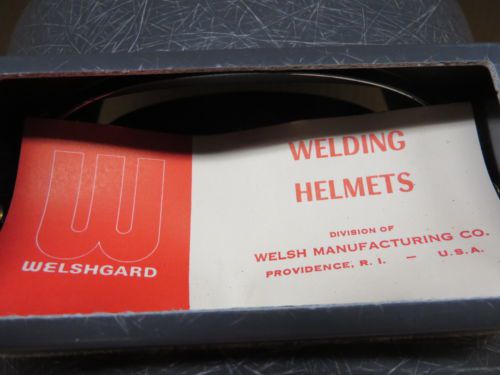 W
WELSHGARD
WELDING
HELMETS
DIVISION OF
WELSH MANUFACTURING CO.
PROVIDENCE, R. I. — U.S.A.